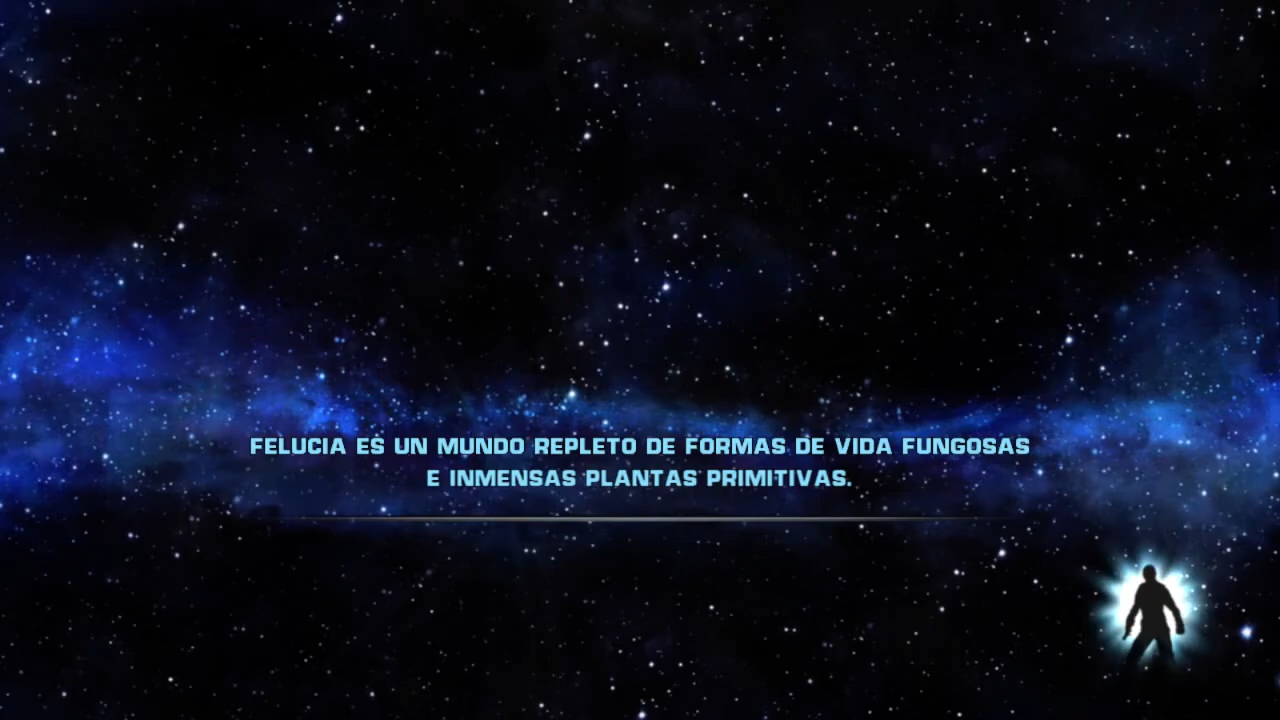 FELUCIA ES UN MUNDO REPLETO DE FORMAS DE VIDA FUNGOSAS
E INMENSAS PLANTAS PRIMITIVAS.